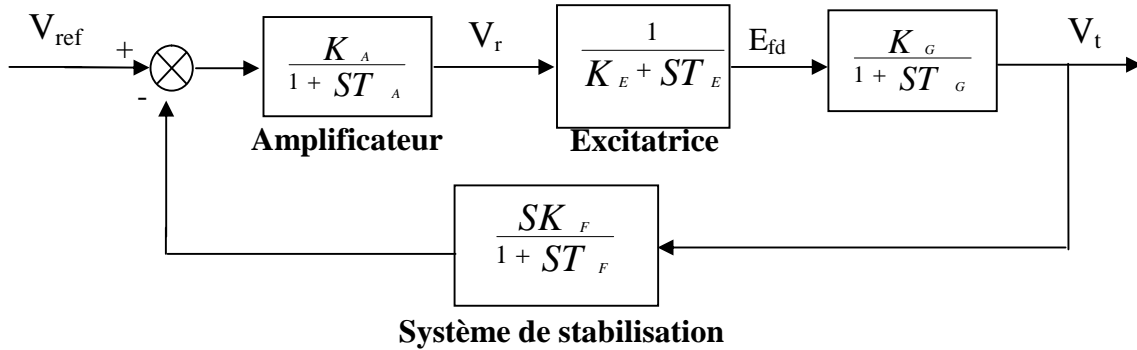 V_ref
+
-
K_A
1 + ST_A
Amplificateur
V_r
1
K_E + ST_E
Excitatrice
E_fd
K_G
1 + ST_G
V_t
SK_F
1 + ST_F
Système de stabilisation